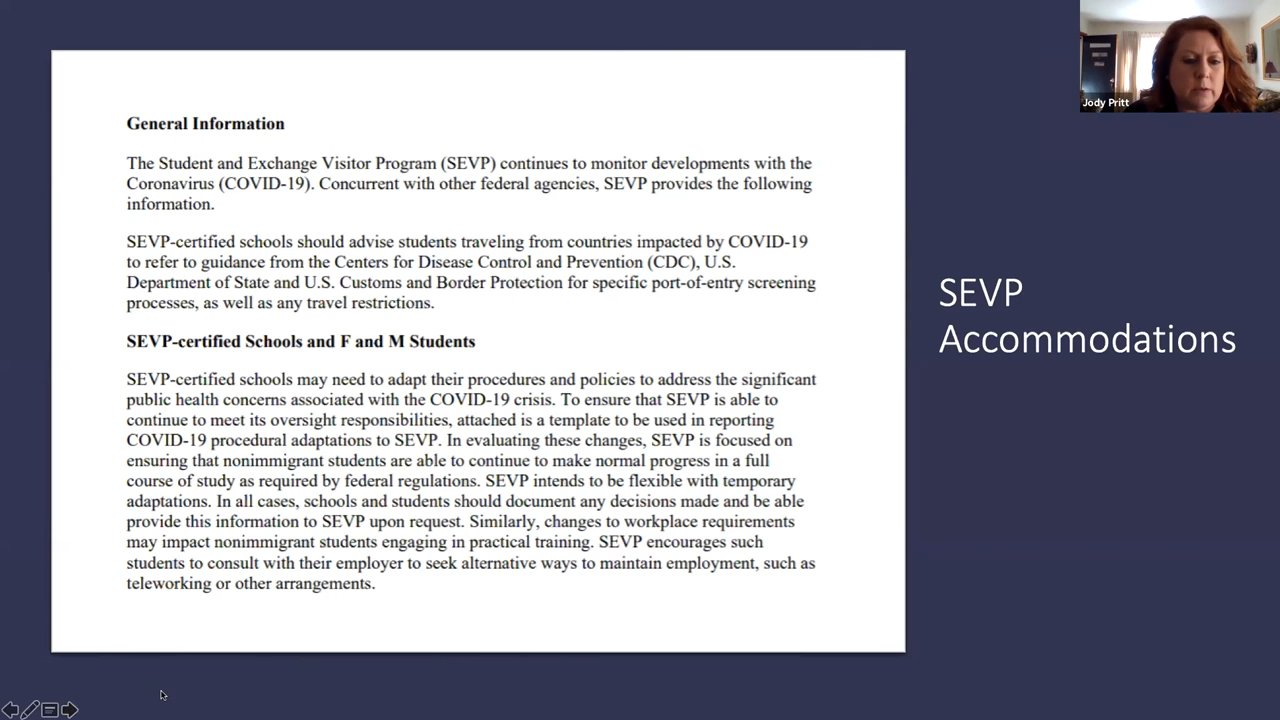 General Information
The Student and Exchange Visitor Program (SEVP) continues to monitor developments with the
Coronavirus (COVID-19). Concurrent with other federal agencies, SEVP provides the following
information.
SEVP-certified schools should advise students traveling from countries impacted by COVID-19
to refer to guidance from the Centers for Disease Control and Prevention (CDC), U.S.
Department of State and U.S. Customs and Border Protection for specific port-of-entry screening
processes, as well as any travel restrictions.
SEVP-certified Schools and F and M Students
SEVP-certified schools may need to adapt their procedures and policies to address the significant
public health concerns associated with the COVID-19 crisis. To ensure that SEVP is able to
continue to meet its oversight responsibilities, attached is a template to be used in reporting
COVID-19 procedural adaptations to SEVP. In evaluating these changes, SEVP is focused on
ensuring that nonimmigrant students are able to continue to make normal progress in a full
course of study as required by federal regulations. SEVP intends to be flexible with temporary
adaptations. In all cases, schools and students should document any decisions made and be able
provide this information to SEVP upon request. Similarly, changes to workplace requirements
may impact nonimmigrant students engaging in practical training. SEVP encourages such
students to consult with their employer to seek alternative ways to maintain employment, such as
teleworking or other arrangements.
SEVP
Accommodations
Jody Pritt